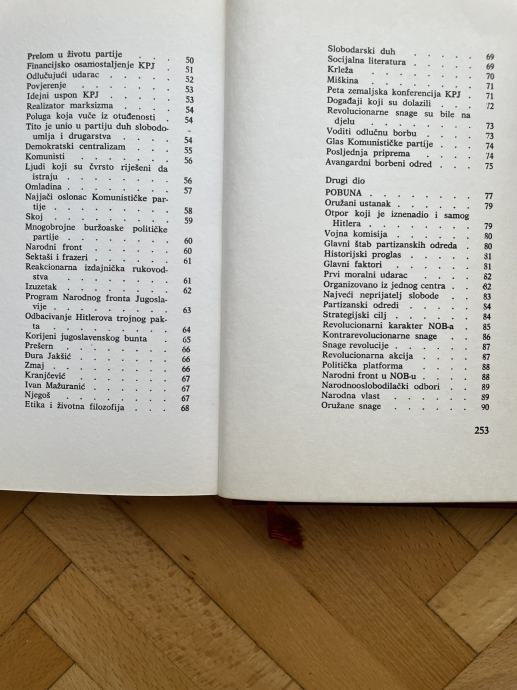 Prelom u životu partije . . . . 50
Financijsko osamostaljenje KPJ . . 51
Odlučujući udarac . . . . . 52
Povjerenje . . . . . . . 53
Idejni uspon KPJ . . . . . 53
Realizator marksizma . . . . 54
Poluga koja vuče iz otuđenosti . . 54
Tito je unio u partiju duh slobodo-
umlja i drugarstva . . . . 54
Demokratski centralizam . . . . 55
Komunisti . . . . . . . 56
Ljudi koji su čvrsto riješeni da
istraju . . . . . . . 56
Omladina . . . . . . . 57
Najjači oslonac Komunističke par-
tije . . . . . . . . 58
Skoj . . . . . . . . 59
Mnogobrojne buržoaske političke
partije . . . . . . . 60
Narodni front . . . . . . 60
Sektaši i frazeri . . . . . 61
Reakcionarna izdajnička rukovod-
stva . . . . . . . . 61
Izuzetak . . . . . . . 62
Program Narodnog fronta Jugosla-
vije . . . . . . . . 63
Odbacivanje Hitlerova trojnog pak-
ta . . . . . . . . 64
Korijeni jugoslavenskog bunta . . 65
Prešern . . . . . . . 66
Đura Jakšić . . . . . . 66
Zmaj . . . . . . . . 66
Kranjčević . . . . . . . 67
Ivan Mažuranić . . . . . . 67
Njegoš . . . . . . . . 67
Etika i životna filozofija . . . . 68
Slobodarski duh . . . . . 69
Socijalna literatura . . . . . 69
Krleža . . . . . . . . 70
Miškina . . . . . . . 71
Peta zemaljska konferencija KPJ . 71
Događaji koji su dolazili . . . . 72
Revolucionarne snage su bile na
djelu . . . . . . . . 73
Voditi odlučnu borbu . . . . 73
Glas Komunističke partije . . . 74
Posljednja priprema . . . . 74
Avangardni borbeni odred . . . 75
Drugi dio
POBUNA . . . . . . . 77
Oružani ustanak . . . . . 79
Otpor koji je iznenadio i samog
Hitlera . . . . . . . 79
Vojna komisija . . . . . . 80
Glavni štab partizanskih odreda . . 80
Historijski proglas . . . . . 81
Glavni faktori . . . . . . 81
Prvi moralni udarac . . . . 82
Organizowano iz jednog centra . . 82
Najveći neprijatelj slobode . . . 83
Partizanski odredi . . . . . 84
Strategijski cilj . . . . . . 84
Revolucionarni karakter NOB-a . . 85
Kontrarevolucionarne snage . . . 86
Snage revolucije . . . . . 87
Revolucionarna akcija . . . . 87
Politička platforma . . . . . 88
Narodni front u NOB-u . . . . 88
Narodnooslobodilački odbori . . . 89
Narodna vlast . . . . . . 89
Oružane snage . . . . . . 90
253